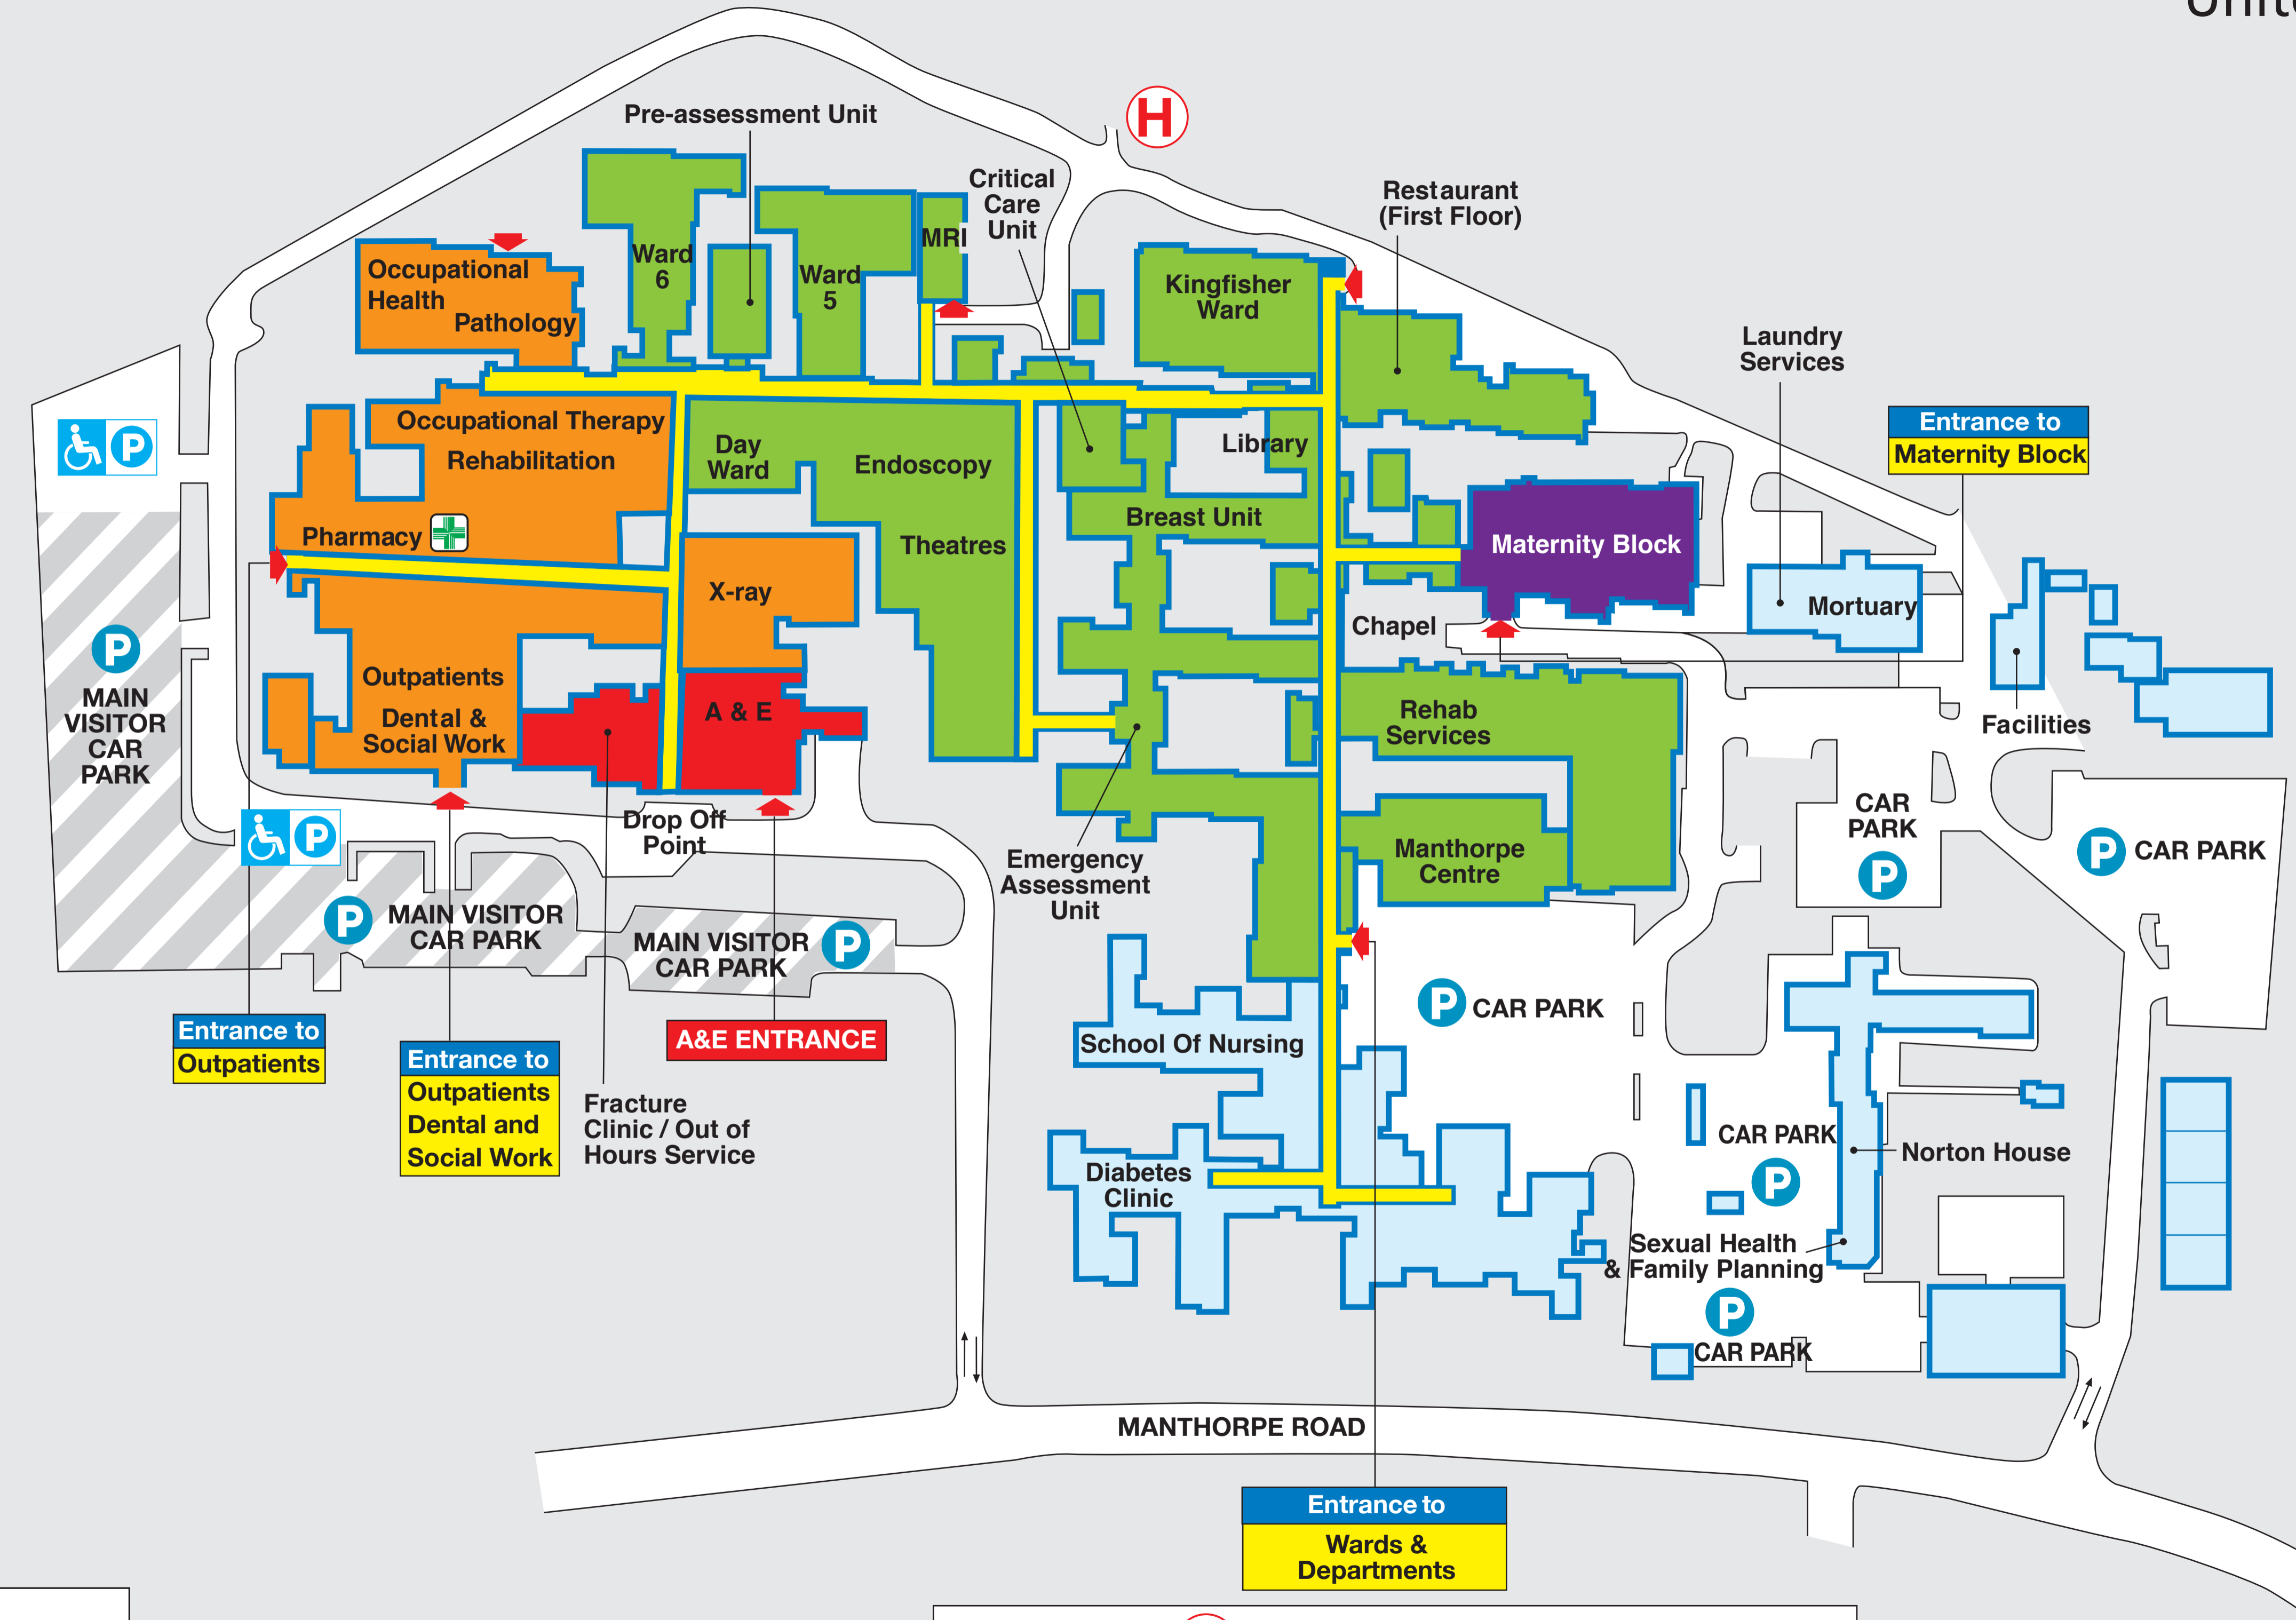 H
Pre-assessment Unit
Critical
Care
Unit
Restaurant
(First Floor)
Ward
6
Ward
5
MRI
Occupational
Health
Pathology
Kingfisher
Ward
Laundry
Services
Entrance to
Maternity Block
P
Occupational Therapy
Rehabilitation
Day
Ward
Endoscopy
Library
Pharmacy
Theatres
Breast Unit
Maternity Block
X-ray
Chapel
Mortuary
P
MAIN
VISITOR
CAR
PARK
Outpatients
Dental &
Social Work
A & E
Rehab
Services
Facilities
P
Drop Off
Point
Emergency
Assessment
Unit
Manthorpe
Centre
CAR
PARK
P
P
CAR PARK
P
MAIN VISITOR
CAR PARK
MAIN VISITOR
CAR PARK
P
P
CAR PARK
Entrance to
Outpatients
Entrance to
Outpatients
Dental and
Social Work
A&E ENTRANCE
Fracture
Clinic / Out of
Hours Service
School Of Nursing
Diabetes
Clinic
CAR PARK
P
Norton House
Sexual Health
& Family Planning
P
CAR PARK
MANTHORPE ROAD
Entrance to
Wards &
Departments